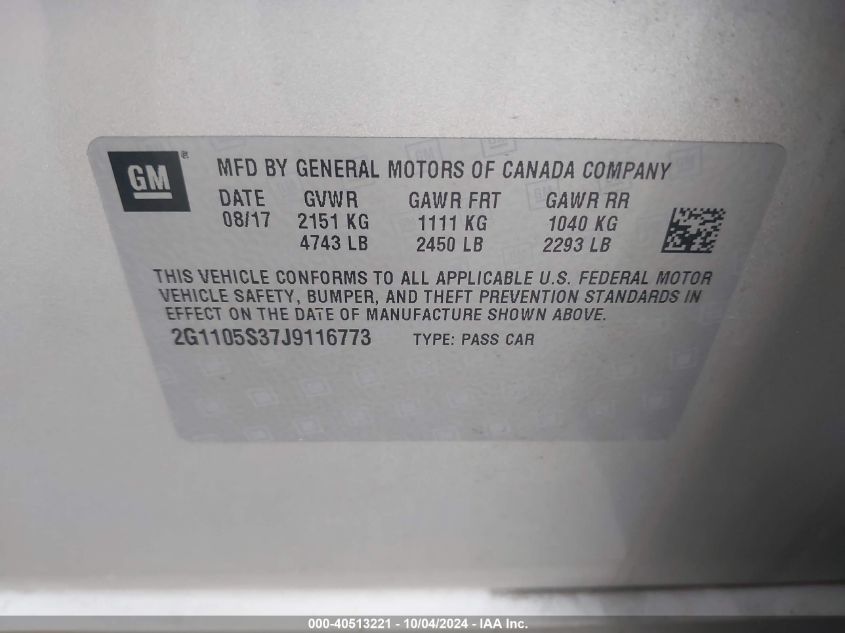 GM ®
MFD BY GENERAL MOTORS OF CANADA COMPANY
DATE GVWR GAWR FRT GAWR RR
08/17 2151 KG 1111 KG 1040 KG
4743 LB 2450 LB 2293 LB
THIS VEHICLE CONFORMS TO ALL APPLICABLE U.S. FEDERAL MOTOR
VEHICLE SAFETY, BUMPER, AND THEFT PREVENTION STANDARDS IN
EFFECT ON THE DATE OF MANUFACTURE SHOWN ABOVE.
2G1105S37J9116773 TYPE: PASS CAR
000-40513221 - 10/04/2024 - IAA Inc.